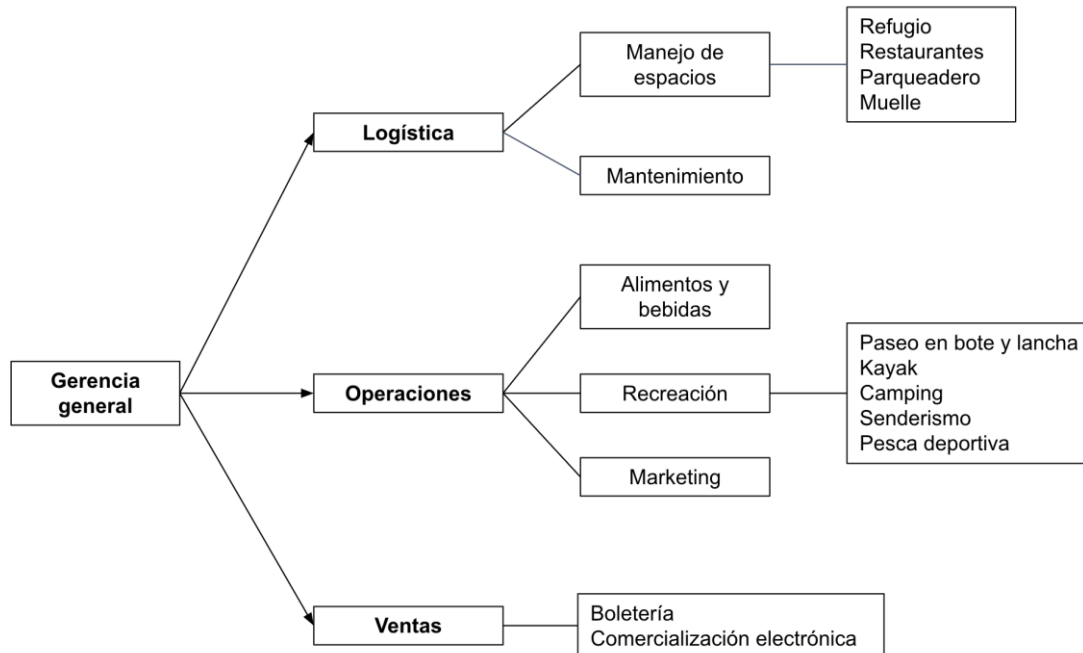 Gerencia
general
Logística
Manejo de
espacios
Refugio
Restaurantes
Parqueadero
Muelle
Mantenimiento
Operaciones
Alimentos y
bebidas
Recreación
Paseo en bote y lancha
Kayak
Camping
Senderismo
Pesca deportiva
Marketing
Ventas
Boletería
Comercialización electrónica